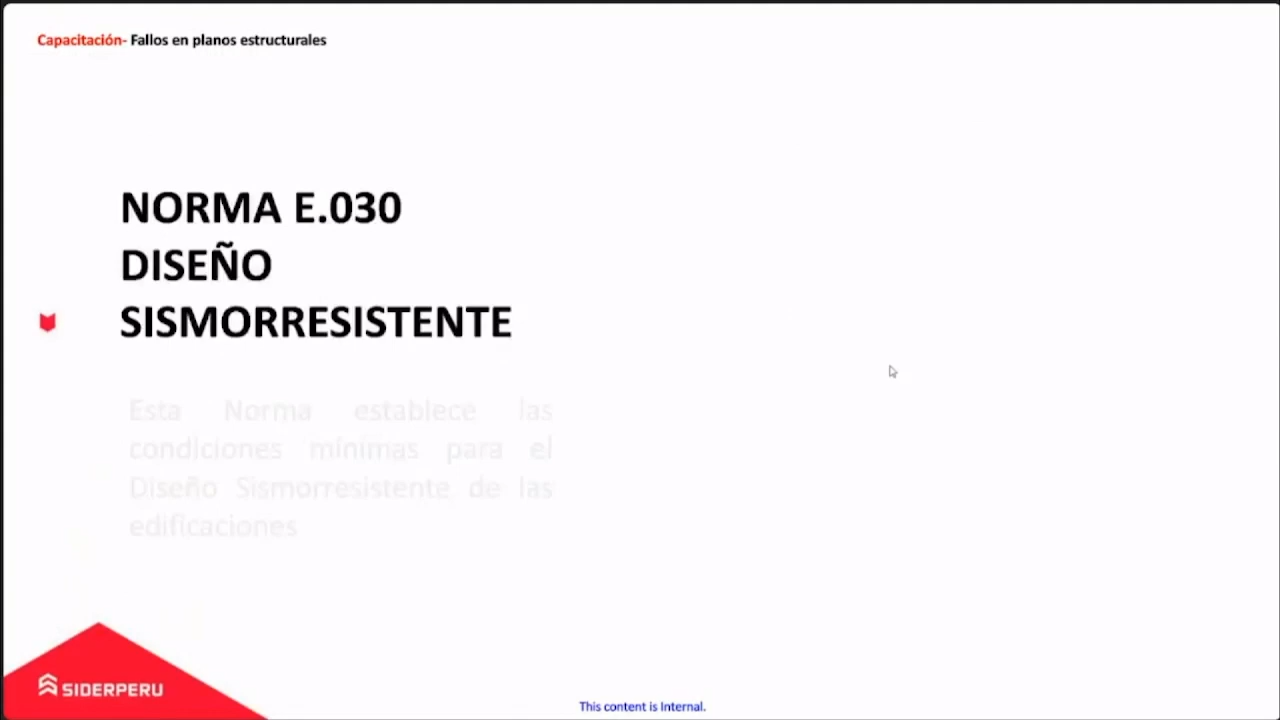 Capacitación- Fallos en planos estructurales
NORMA E.030
DISEÑO
SISMORRESISTENTE
Esta Norma establece las
condiciones mínimas para el
Diseño Sismorresistente de las
edificaciones
SIDERPERU
This content is Internal.